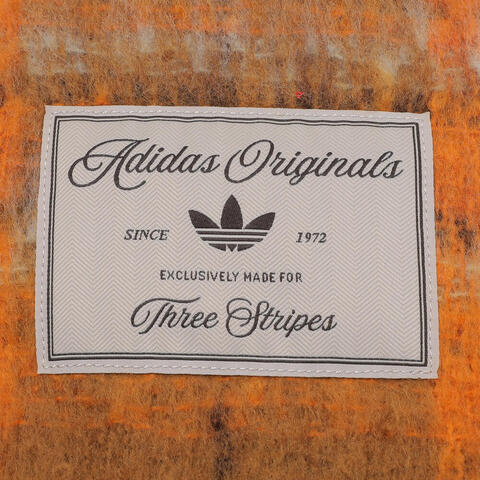 Adidas Originals
SINCE 1972
EXCLUSIVELY MADE FOR
Three Stripes